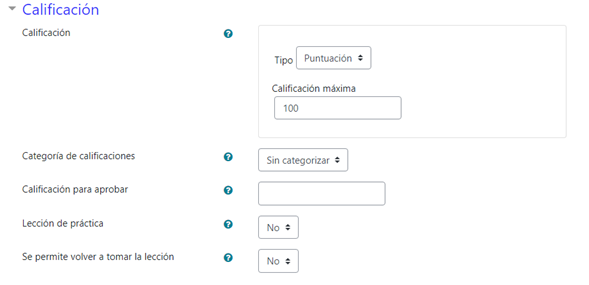 Calificación
Calificación
Tipo Puntuación
Calificación máxima
100
Categoría de calificaciones Sin categorizar
Calificación para aprobar
Lección de práctica No
Se permite volver a tomar la lección No